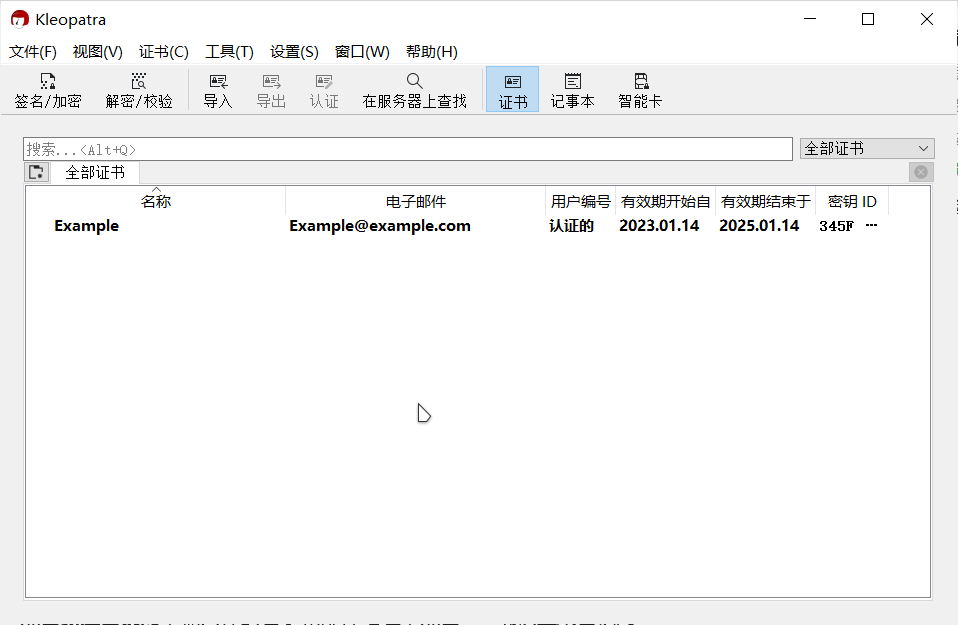 Kleopatra
文件(F) 视图(V) 证书(C) 工具(T) 设置(S) 窗口(W) 帮助(H)
签名/加密 解密/校验 导入 导出 认证 在服务器上查找 证书 记事本 智能卡
搜索...<Alt+Q> 全部证书
全部证书
名称 电子邮件 用户编号 有效期开始自 有效期结束于 密钥 ID
Example Example@example.com 认证的 2023.01.14 2025.01.14 345F ···